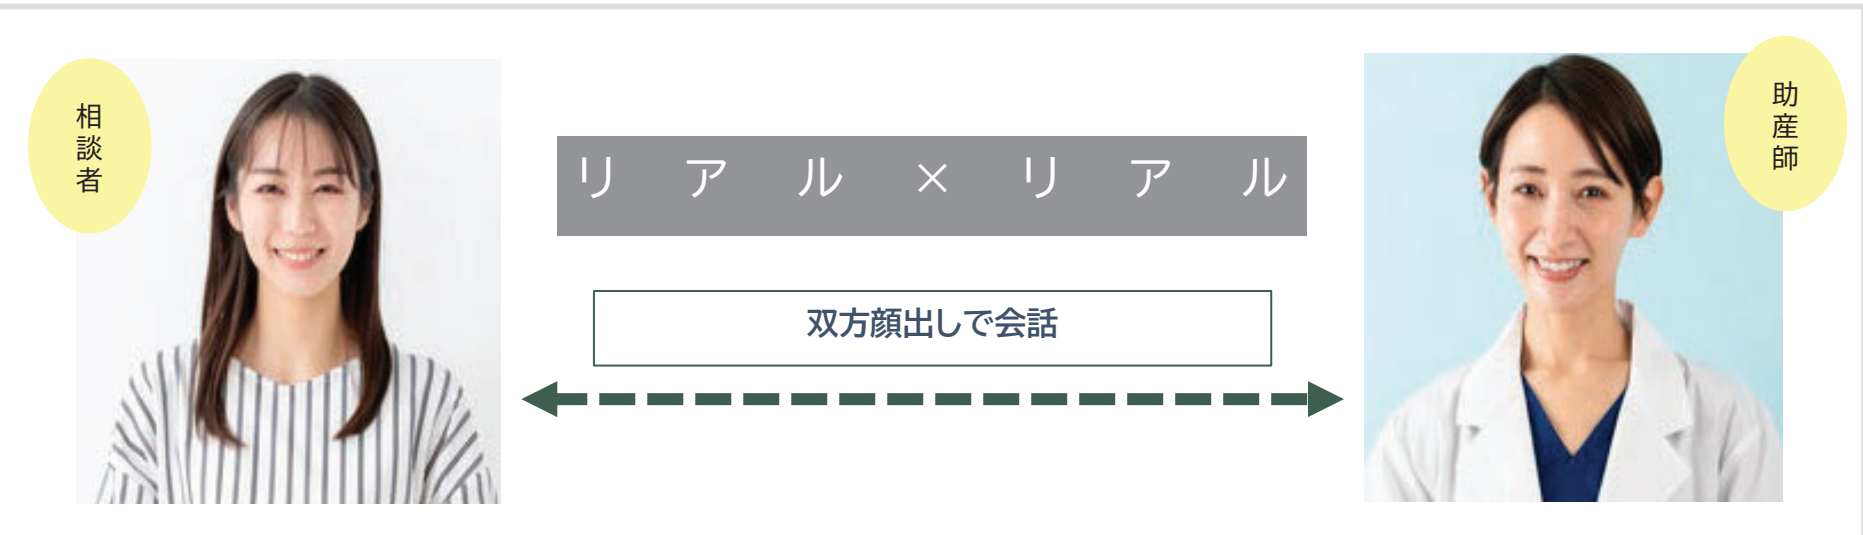 相談者
リアル×リアル
双方顔出しで会話
助産師